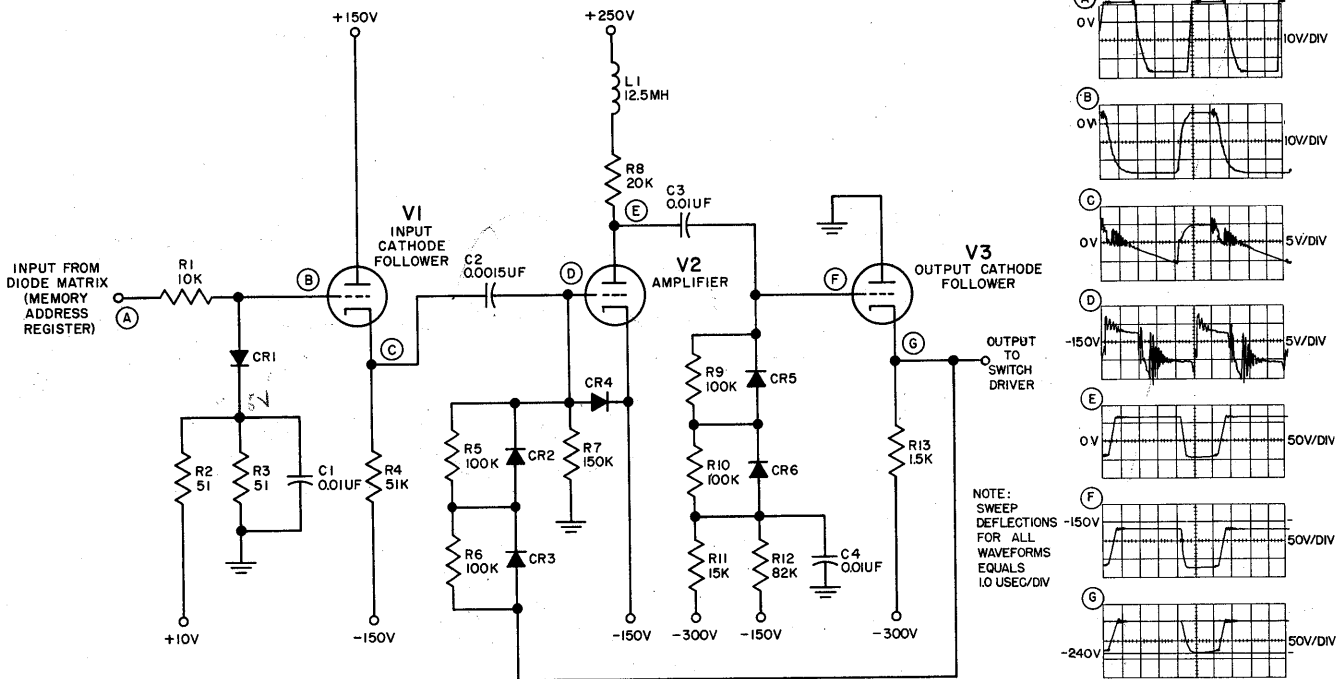 +150V
+250V
L1
12.5MH
R8
20K
C3
0.01UF
E
V1
INPUT
CATHODE
FOLLOWER
C2
0.0015UF
D
V2
AMPLIFIER
V3
OUTPUT CATHODE
FOLLOWER
F
INPUT FROM
DIODE MATRIX
(MEMORY
ADDRESS
REGISTER)
A
R1
10K
B
C
G
OUTPUT
TO
SWITCH
DRIVER
CR1
R2
51
R3
51
C1
0.01UF
R4
51K
R5
100K
CR2
R7
150K
CR4
R6
100K
CR3
R9
100K
CR5
R10
100K
CR6
R11
15K
R12
82K
C4
0.01UF
R13
1.5K
+10V
-150V
-150V
-300V
-150V
-300V
NOTE:
SWEEP
DEFLECTIONS
FOR ALL
WAVEFORMS
EQUALS
1.0 USEC/DIV
A
0V
10V/DIV
B
0V
10V/DIV
C
0V
5V/DIV
D
-150V
5V/DIV
E
0V
50V/DIV
F
-150V
50V/DIV
G
-240V
50V/DIV